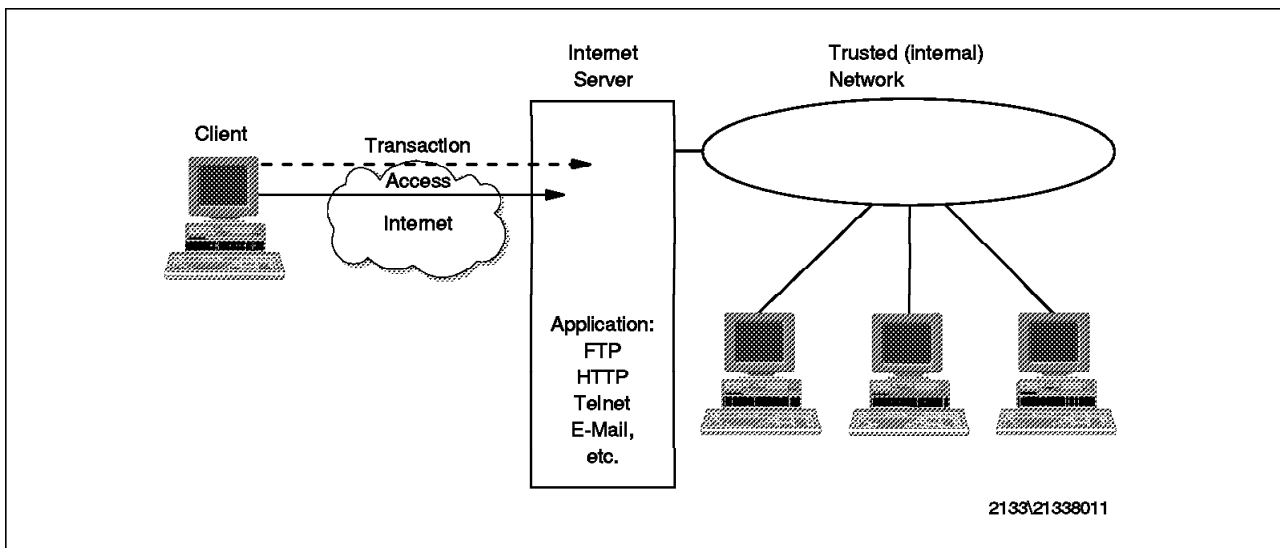 Internet
Server
Trusted (internal)
Network
Client
Transaction
Access
Internet
Application:
FTP
HTTP
Telnet
E-Mail,
etc.
2133\21338011